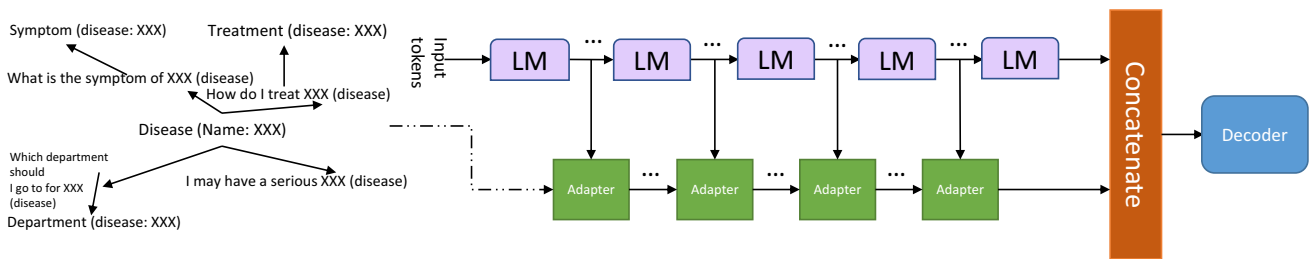 Symptom (disease: XXX)
Treatment (disease: XXX)
What is the symptom of XXX (disease)
How do I treat XXX (disease)
Disease (Name: XXX)
Which department
should
I go to for XXX
(disease)
I may have a serious XXX (disease)
Department (disease: XXX)
Input
tokens
LM
...
LM
...
LM
...
LM
...
LM
Adapter
...
Adapter
...
Adapter
...
Adapter
Concatenate
Decoder